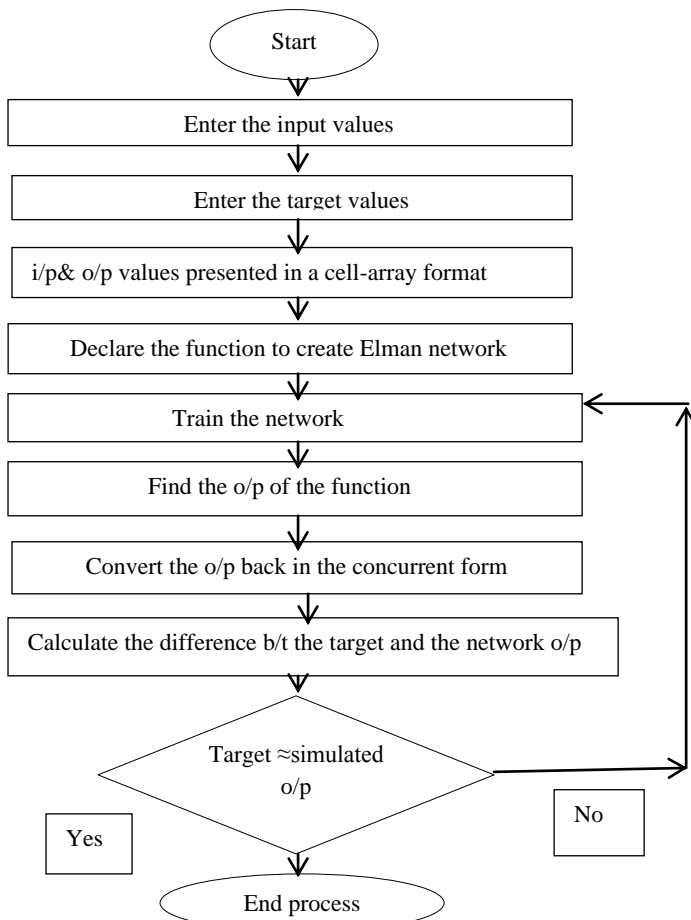 Start
Enter the input values
Enter the target values
i/p& o/p values presented in a cell-array format
Declare the function to create Elman network
Train the network
Find the o/p of the function
Convert the o/p back in the concurrent form
Calculate the difference b/t the target and the network o/p
Target ≈simulated
o/p
No
Yes
End process